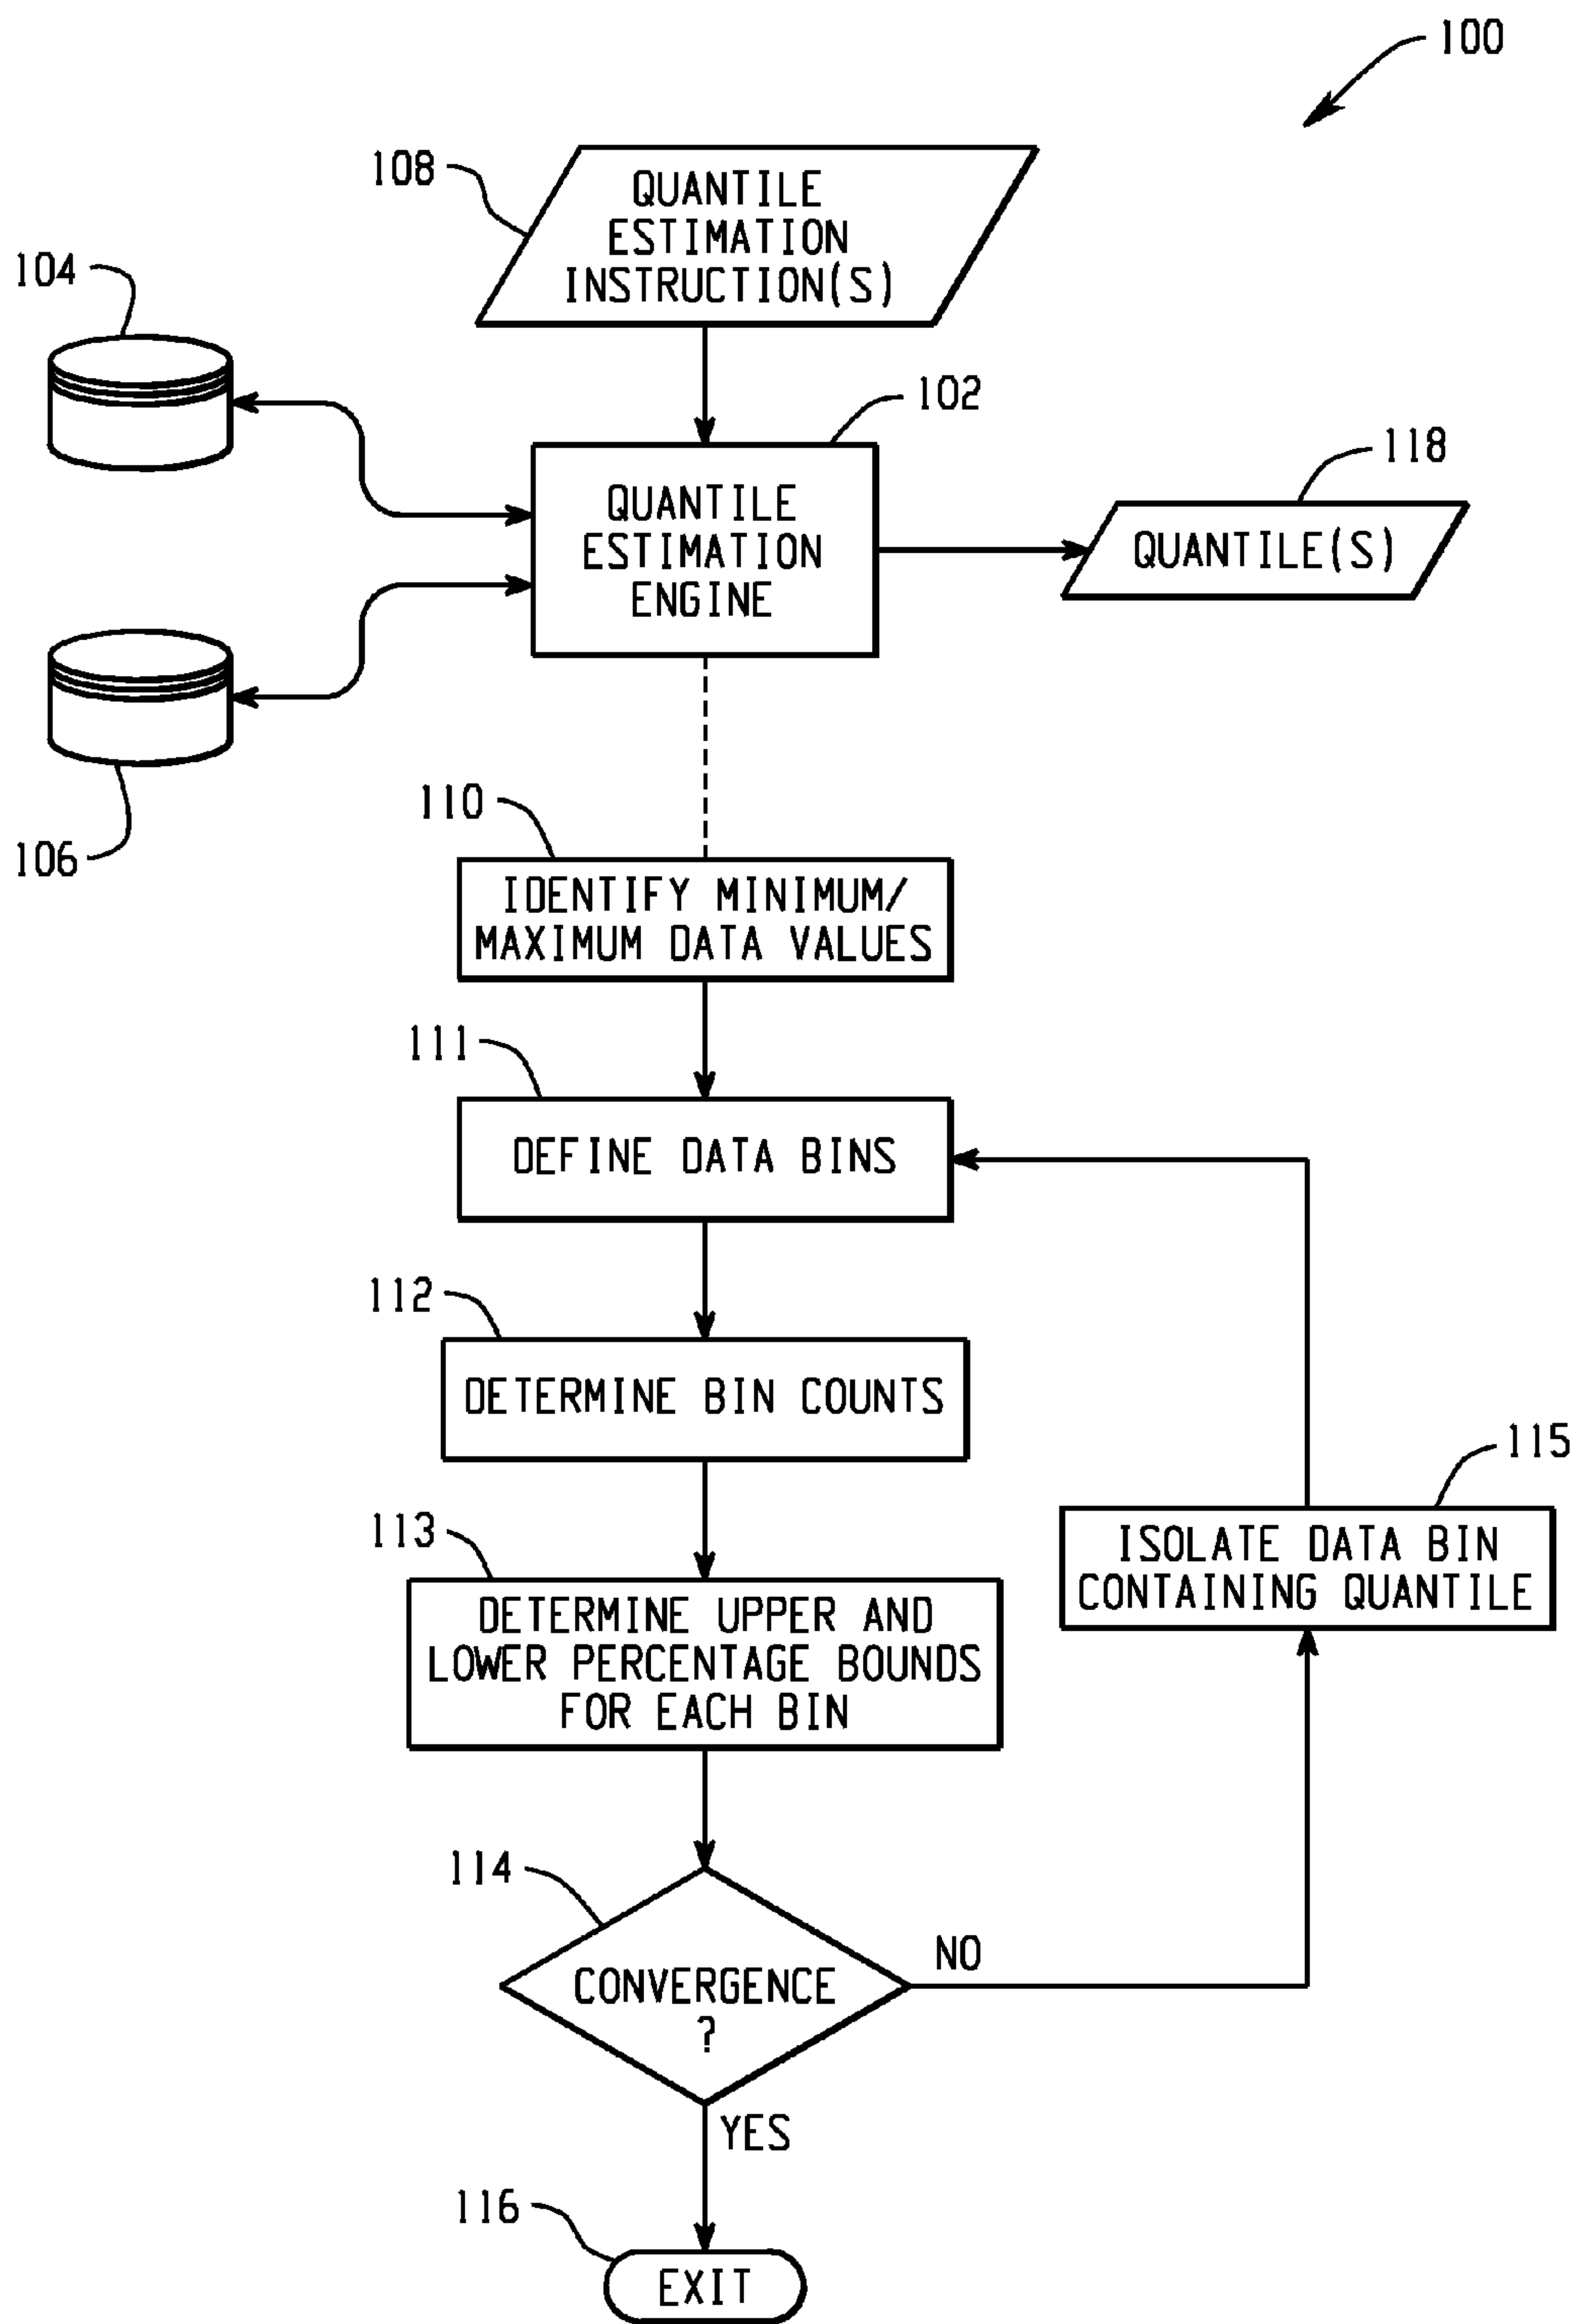 100
108
QUANTILE
ESTIMATION
INSTRUCTION(S)
104
102
118
QUANTILE
ESTIMATION
ENGINE
QUANTILE(S)
106
110
IDENTIFY MINIMUM/
MAXIMUM DATA VALUES
111
DEFINE DATA BINS
112
DETERMINE BIN COUNTS
115
ISOLATE DATA BIN
CONTAINING QUANTILE
113
DETERMINE UPPER AND
LOWER PERCENTAGE BOUNDS
FOR EACH BIN
114
CONVERGENCE
?
NO
YES
116
EXIT